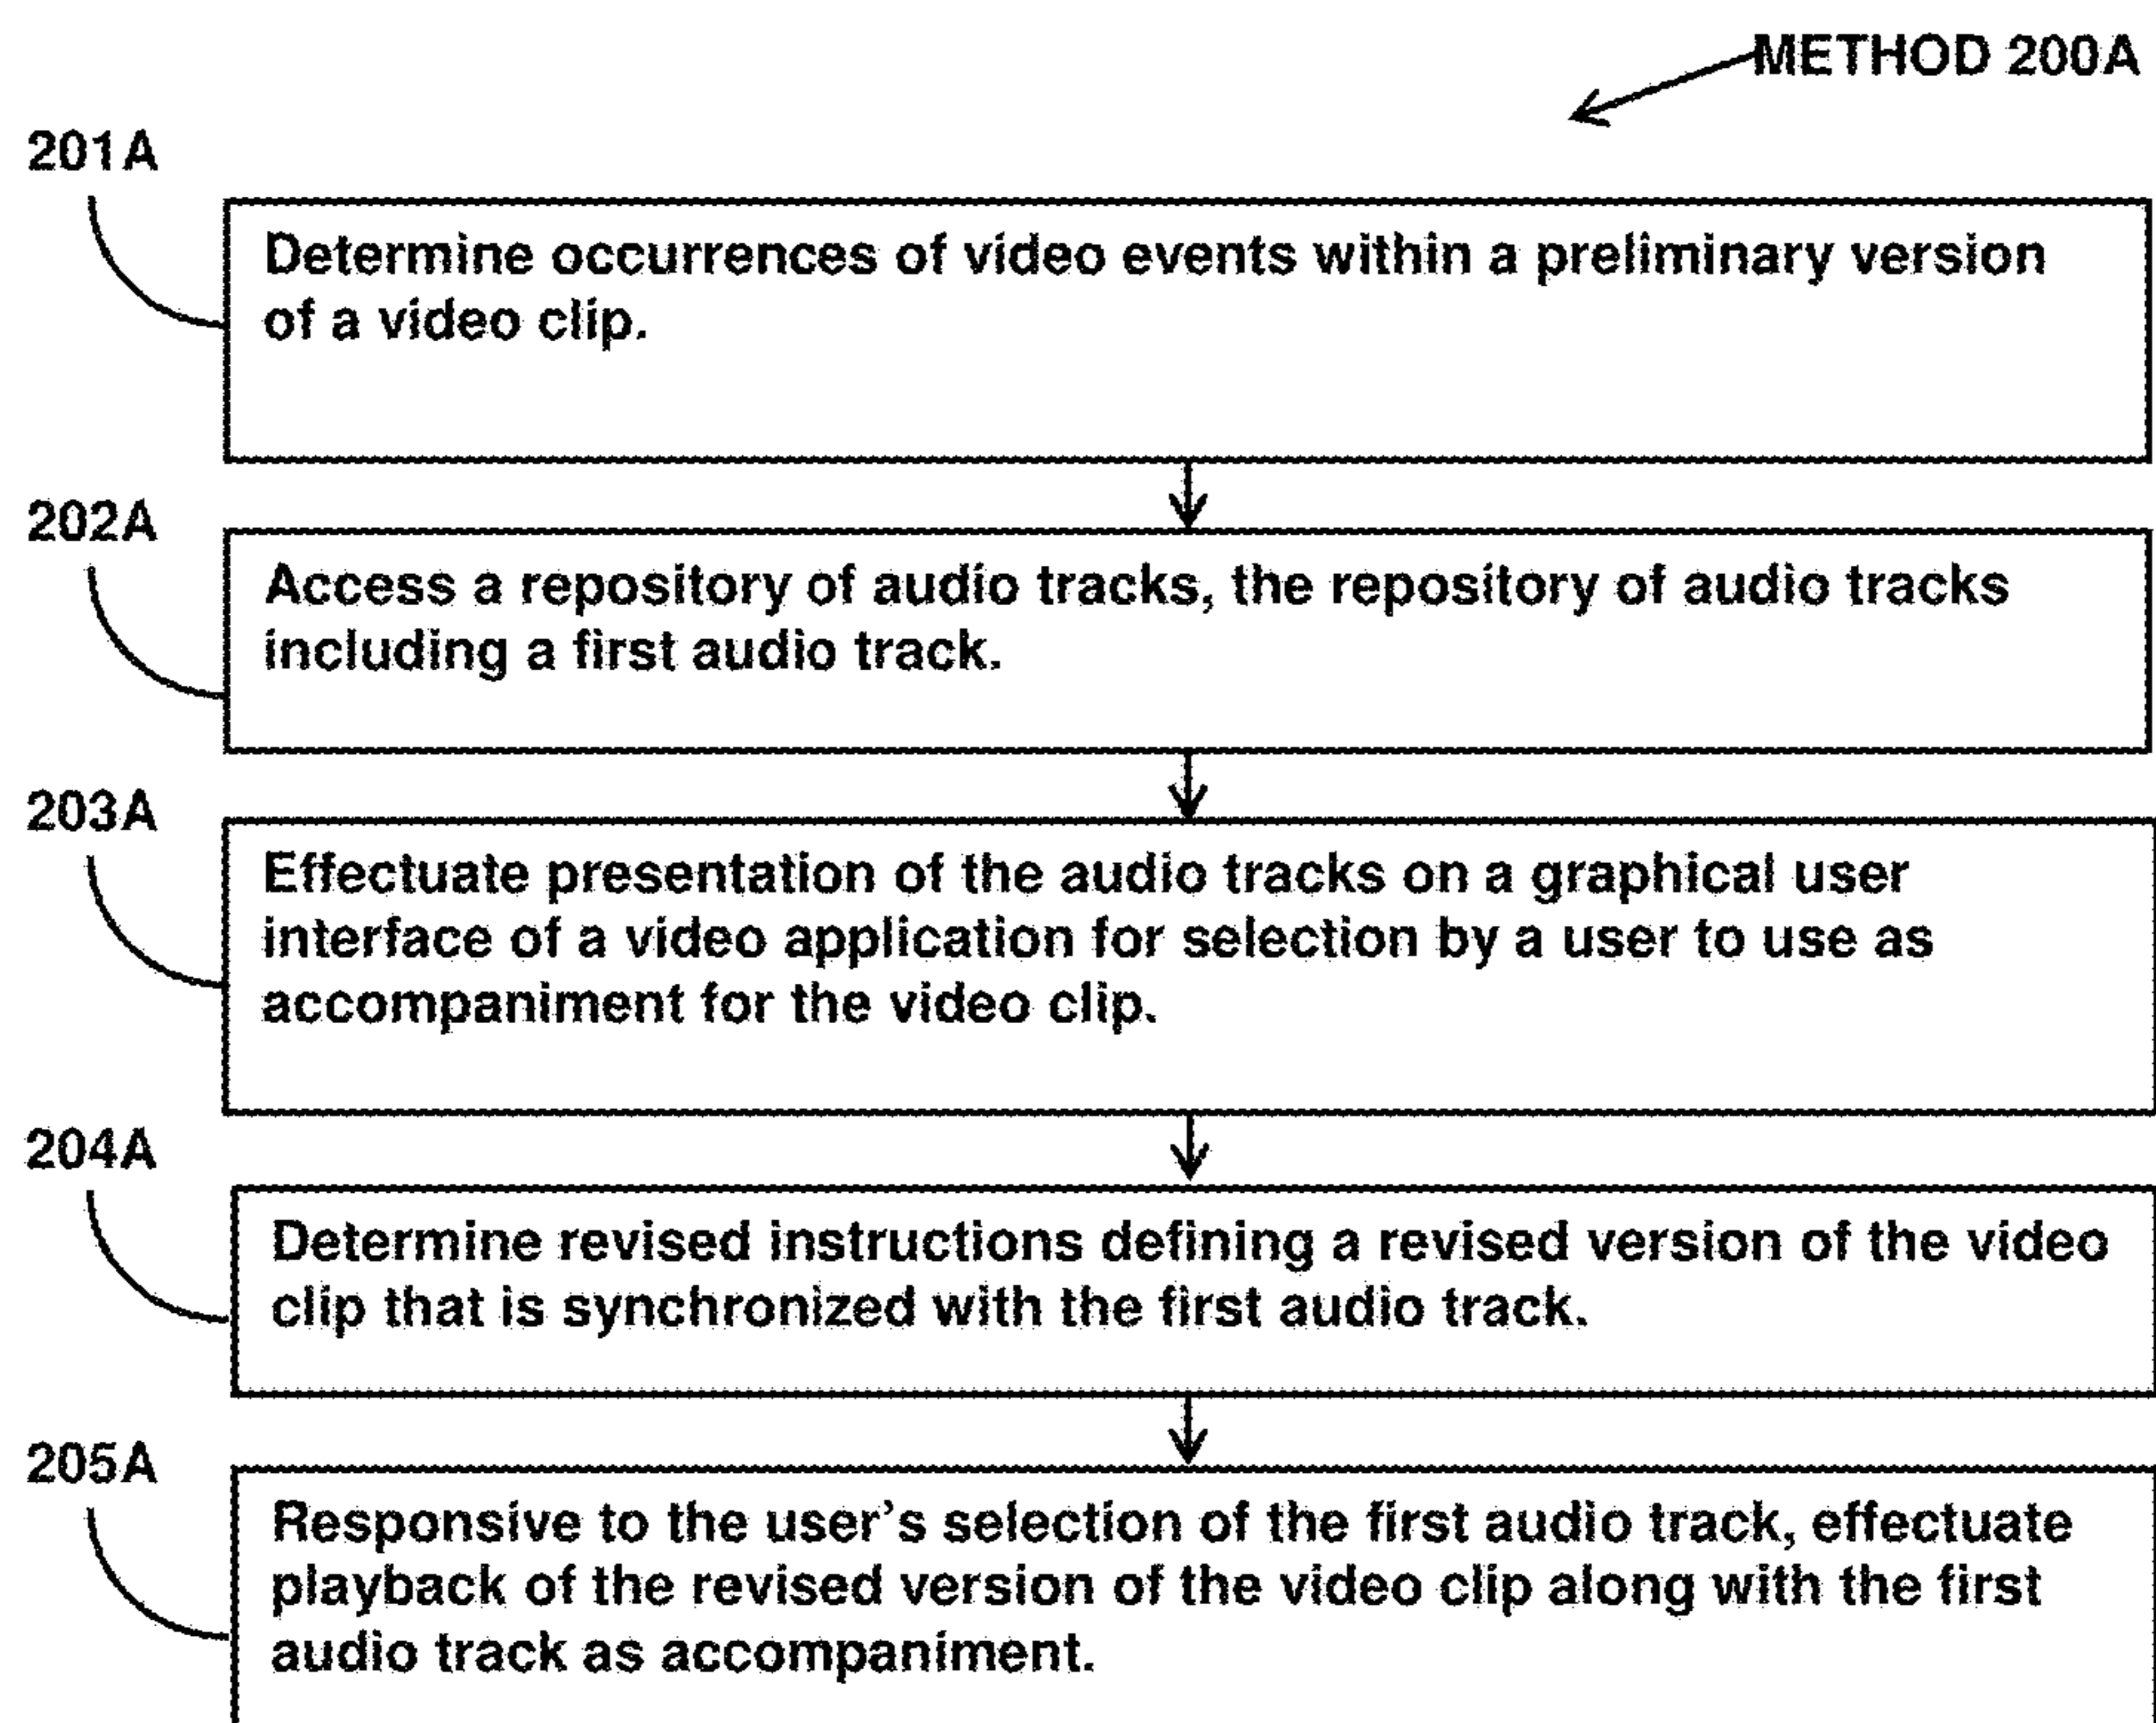 METHOD 200A
201A
Determine occurrences of video events within a preliminary version
of a video clip.
202A
Access a repository of audio tracks, the repository of audio tracks
including a first audio track.
203A
Effectuate presentation of the audio tracks on a graphical user
interface of a video application for selection by a user to use as
accompaniment for the video clip.
204A
Determine revised instructions defining a revised version of the video
clip that is synchronized with the first audio track.
205A
Responsive to the user's selection of the first audio track, effectuate
playback of the revised version of the video clip along with the first
audio track as accompaniment.